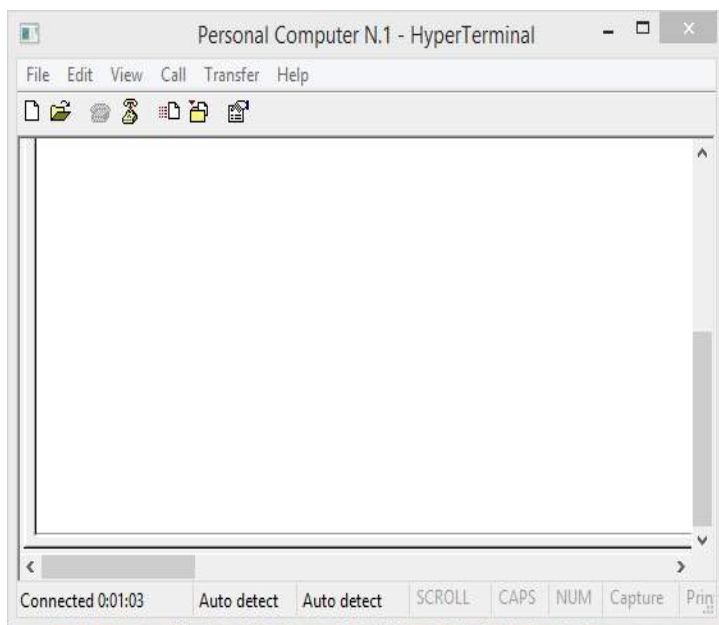 Personal Computer N.1 - HyperTerminal
File Edit View Call Transfer Help
Connected 0:01:03 Auto detect Auto detect SCROLL CAPS NUM Capture Prin